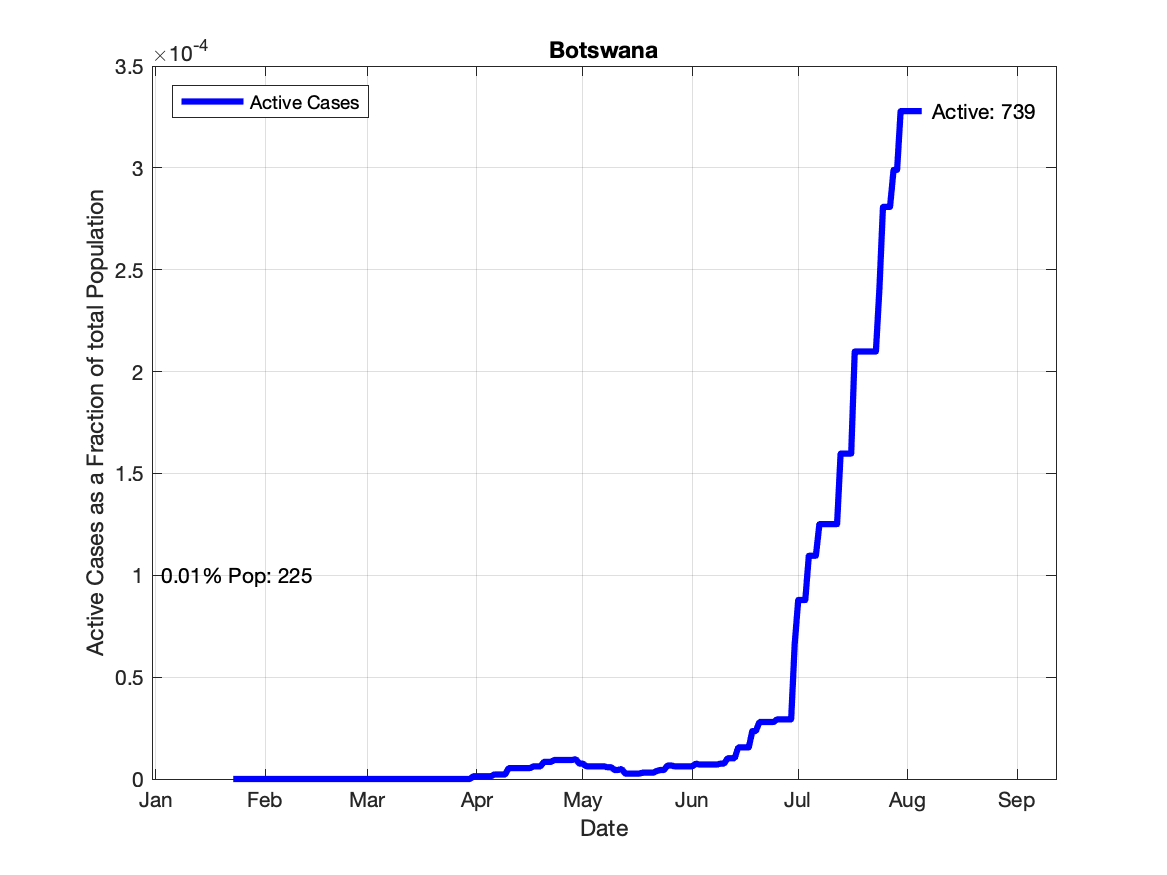 Botswana
×10⁻⁴
3.5
3
2.5
2
1.5
1
0.5
0
Active Cases as a Fraction of total Population
Active Cases
Active: 739
0.01% Pop: 225
Jan Feb Mar Apr May Jun Jul Aug Sep
Date